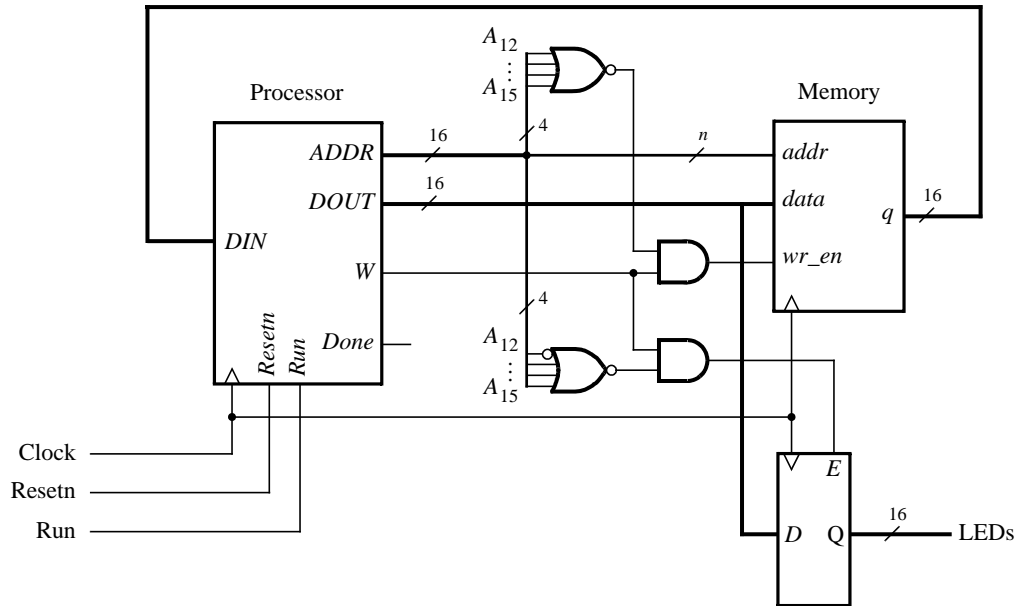 A12
⋮
A15
Processor
Memory
4
16
n
ADDR
addr
16
DOUT
data
q
16
DIN
W
wr_en
4
Done
A12
⋮
A15
Resetn
Run
Clock
Resetn
Run
E
D
Q
16
LEDs